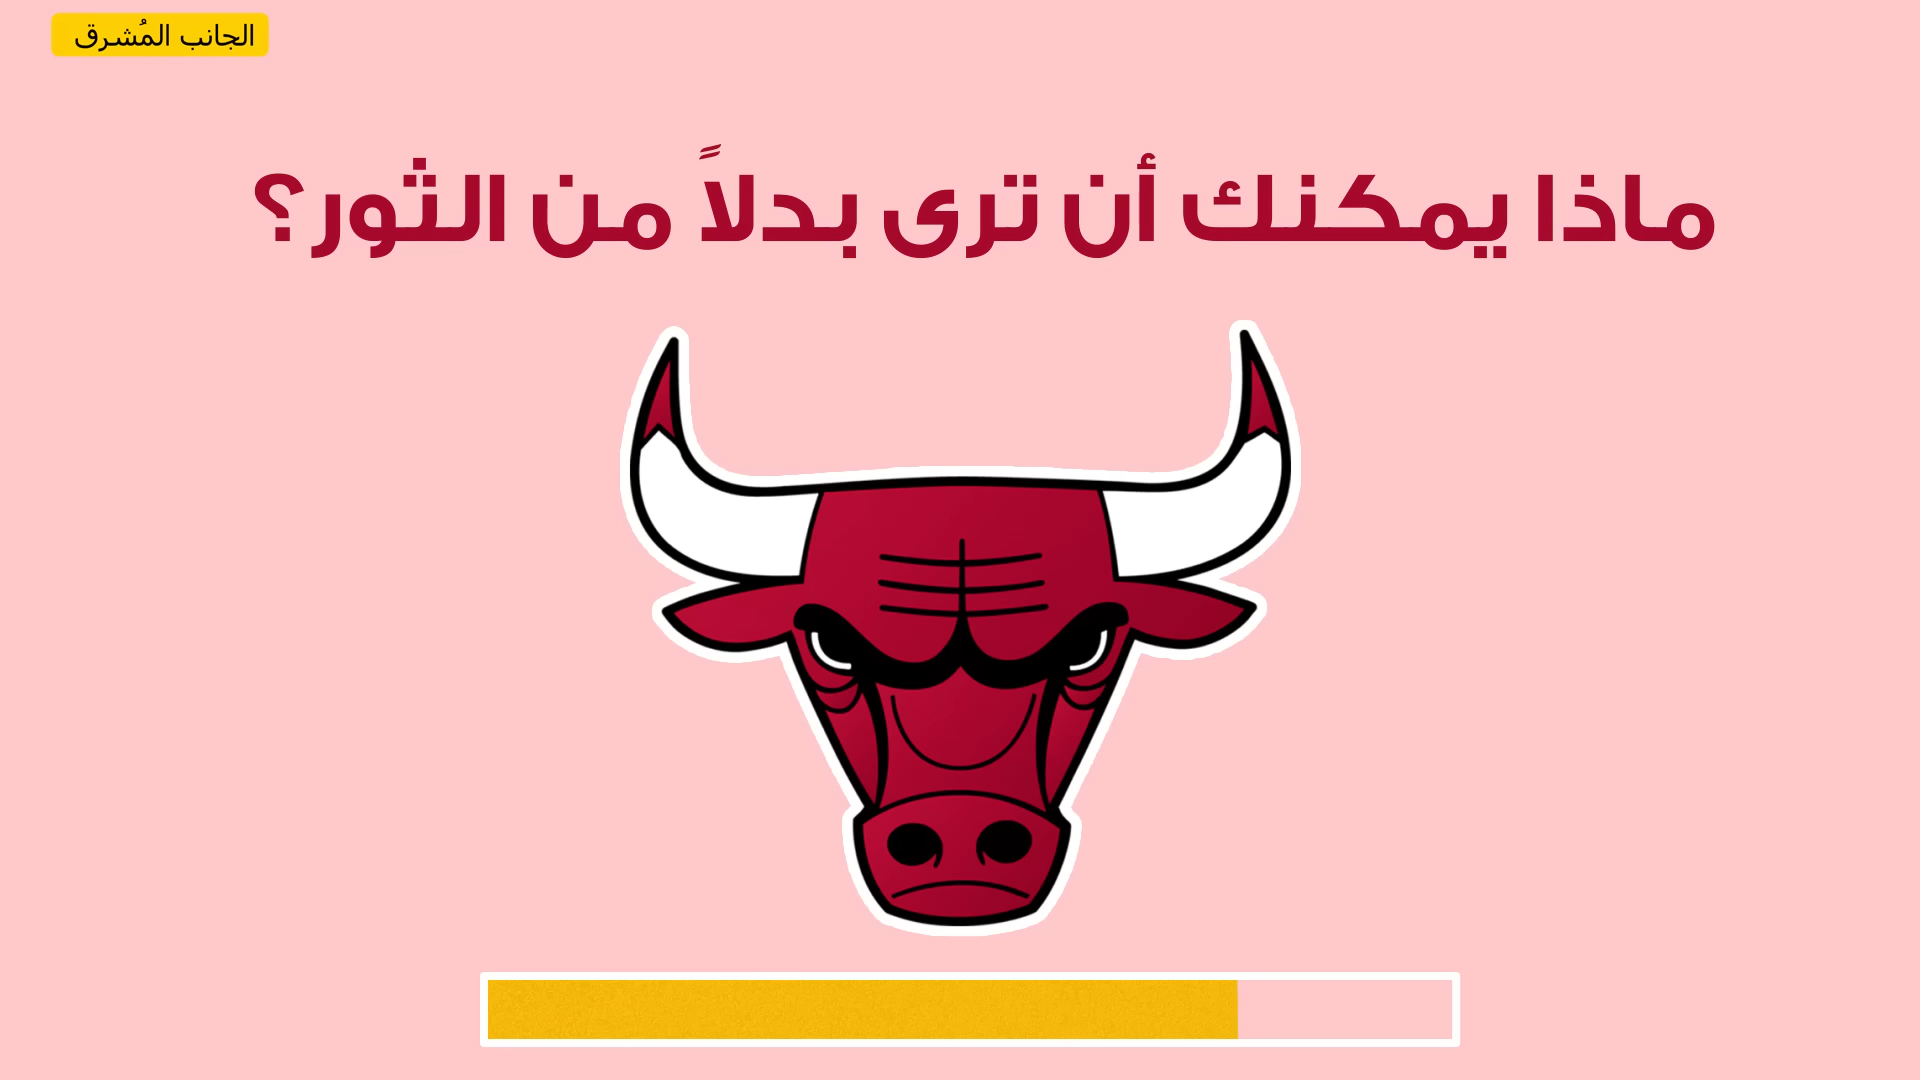 الجانب المُشرق
ماذا يمكنك أن ترى بدلاً من الثور؟